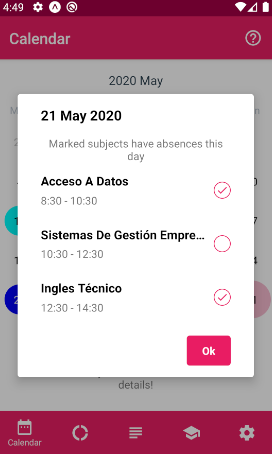 4:49
Calendar
2020 May
21 May 2020
Marked subjects have absences this
day
Acceso A Datos
8:30 - 10:30
Sistemas De Gestión Empre...
10:30 - 12:30
Ingles Técnico
12:30 - 14:30
Ok
details!
Calendar